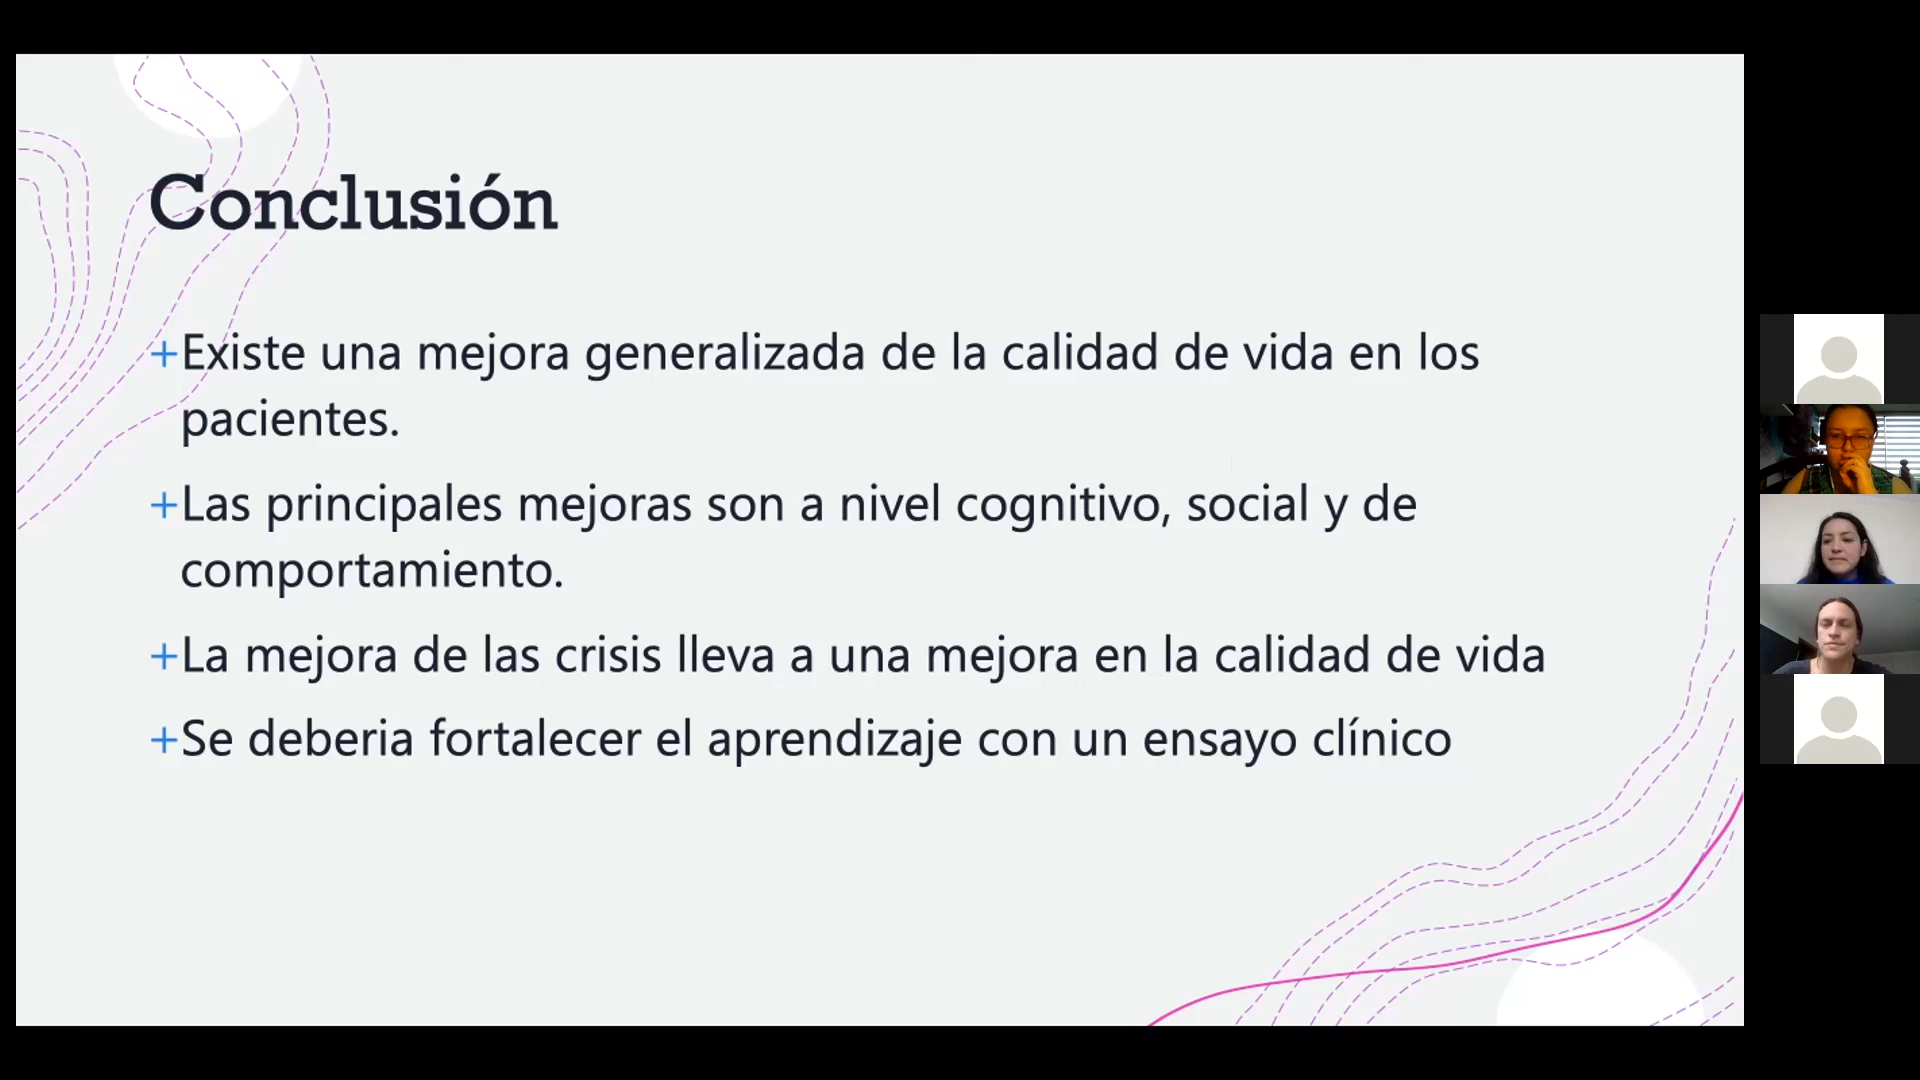 Conclusión
+Existe una mejora generalizada de la calidad de vida en los
pacientes.
+Las principales mejoras son a nivel cognitivo, social y de
comportamiento.
+La mejora de las crisis lleva a una mejora en la calidad de vida
+Se deberia fortalecer el aprendizaje con un ensayo clínico